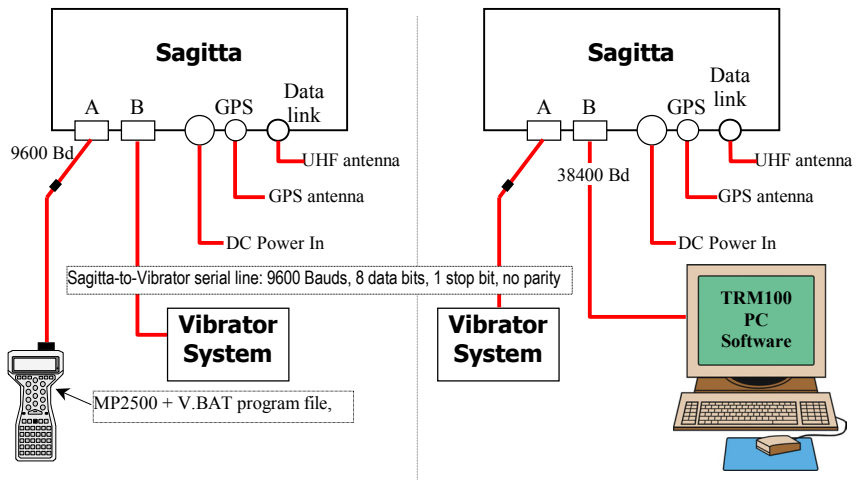 Sagitta
A
B
GPS
Data
link
9600 Bd
UHF antenna
GPS antenna
DC Power In
Sagitta
A
B
GPS
Data
link
38400 Bd
UHF antenna
GPS antenna
DC Power In
Sagitta-to-Vibrator serial line: 9600 Bauds, 8 data bits, 1 stop bit, no parity
Vibrator
System
MP2500 + V.BAT program file,
Vibrator
System
TRM100
PC
Software